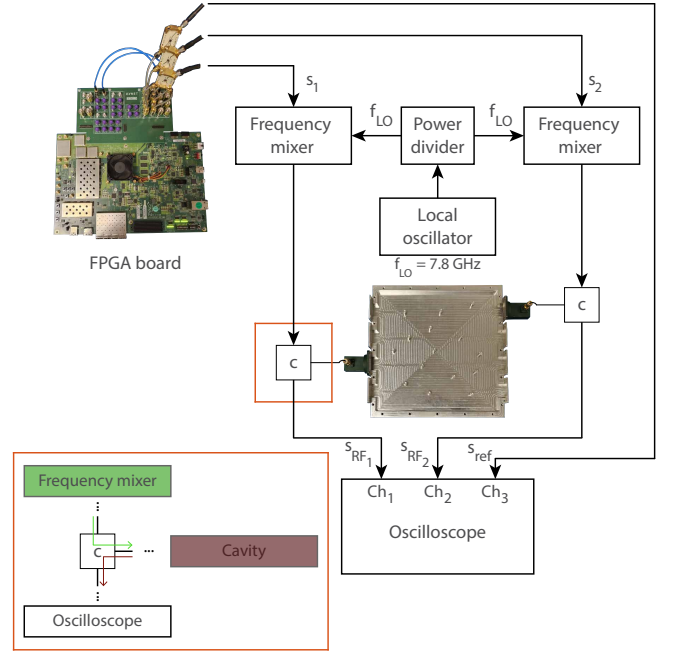 s1
s2
fLO
fLO
Frequency
mixer
Power
divider
Frequency
mixer
Local
oscillator
FPGA board
fLO = 7.8 GHz
C
C
sRF1
sRF2
sref
Ch1
Ch2
Ch3
Oscilloscope
Frequency mixer
...
C
...
Cavity
...
Oscilloscope